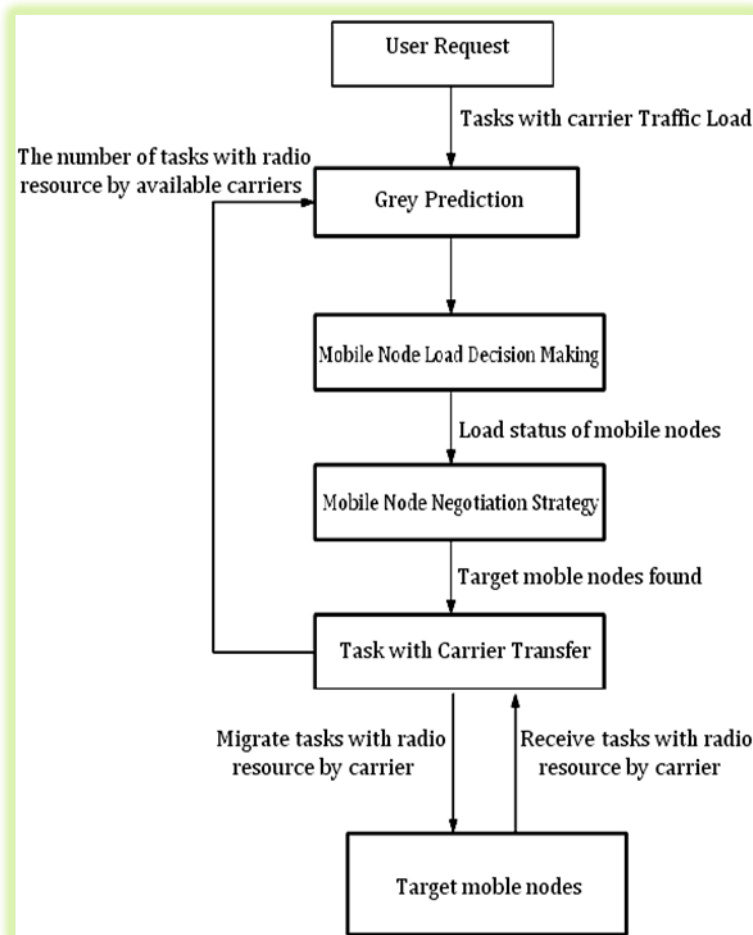 User Request
Tasks with carrier Traffic Load
The number of tasks with radio
resource by available carriers
Grey Prediction
Mobile Node Load Decision Making
Load status of mobile nodes
Mobile Node Negotiation Strategy
Target moble nodes found
Task with Carrier Transfer
Migrate tasks with radio
resource by carrier
Receive tasks with radio
resource by carrier
Target moble nodes